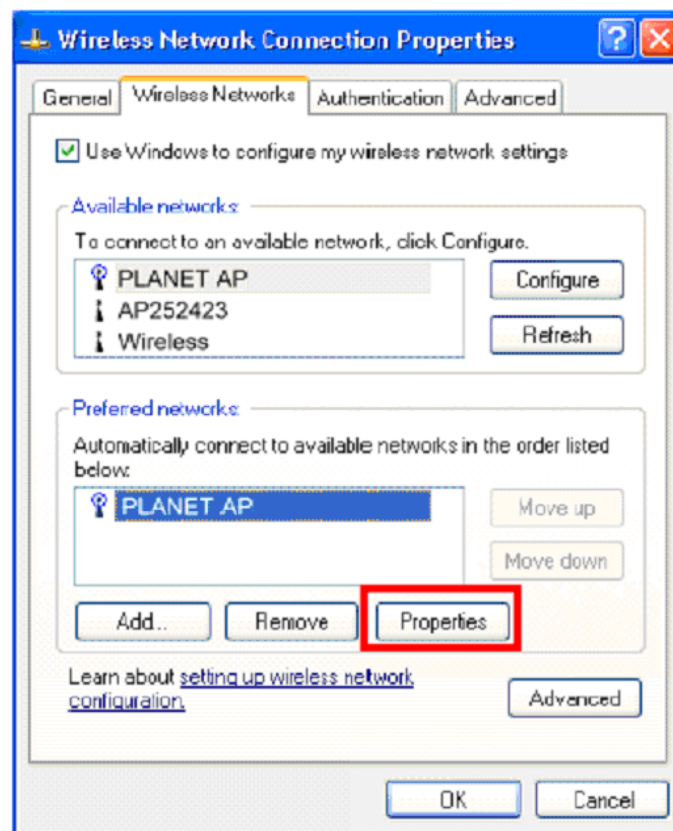 Wireless Network Connection Properties
General Wireless Networks Authentication Advanced
Use Windows to configure my wireless network settings
Available networks:
To connect to an available network, click Configure.
PLANET AP
Configure
AP252423
Wireless
Refresh
Preferred networks:
Automatically connect to available networks in the order listed
below:
PLANET AP
Move up
Move down
Add... Remove Properties
Learn about setting up wireless network
configuration.
Advanced
OK Cancel